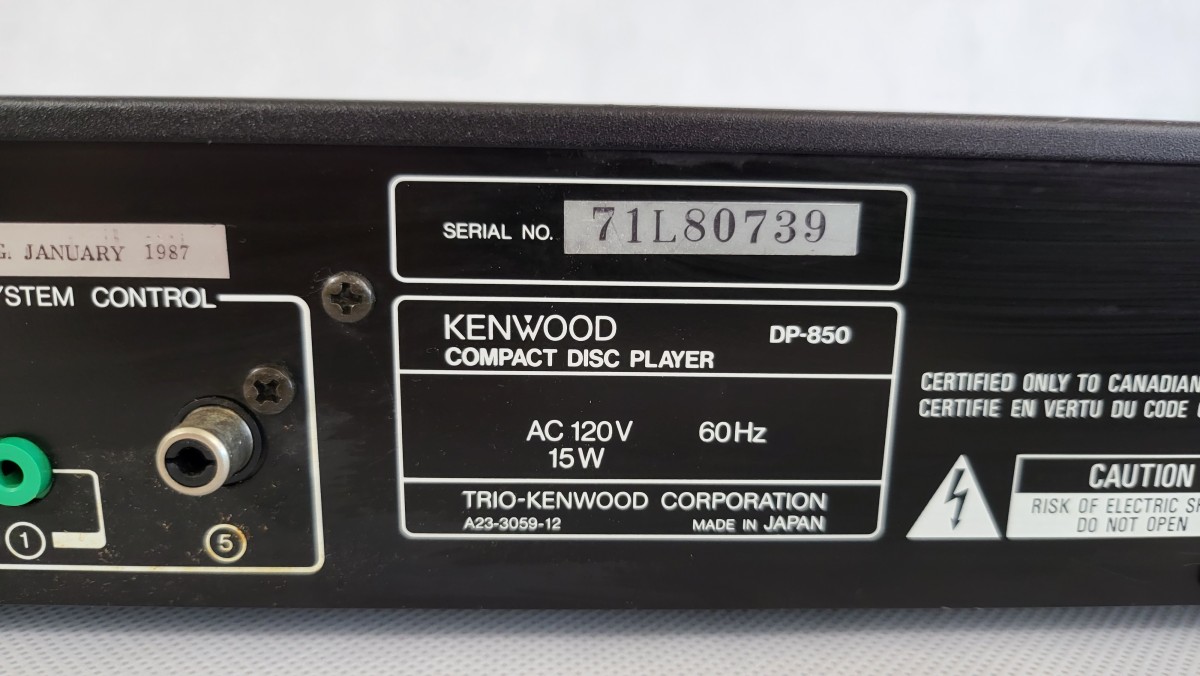 SERIAL NO. 71L80739
G. JANUARY 1987
YSTEM CONTROL
KENWOOD DP-850
COMPACT DISC PLAYER
AC 120V 60Hz
15W
TRIO-KENWOOD CORPORATION
A23-3059-12 MADE IN JAPAN
1
5
CERTIFIED ONLY TO CANADIAN
CERTIFIE EN VERTU DU CODE
CAUTION
RISK OF ELECTRIC SH
DO NOT OPEN